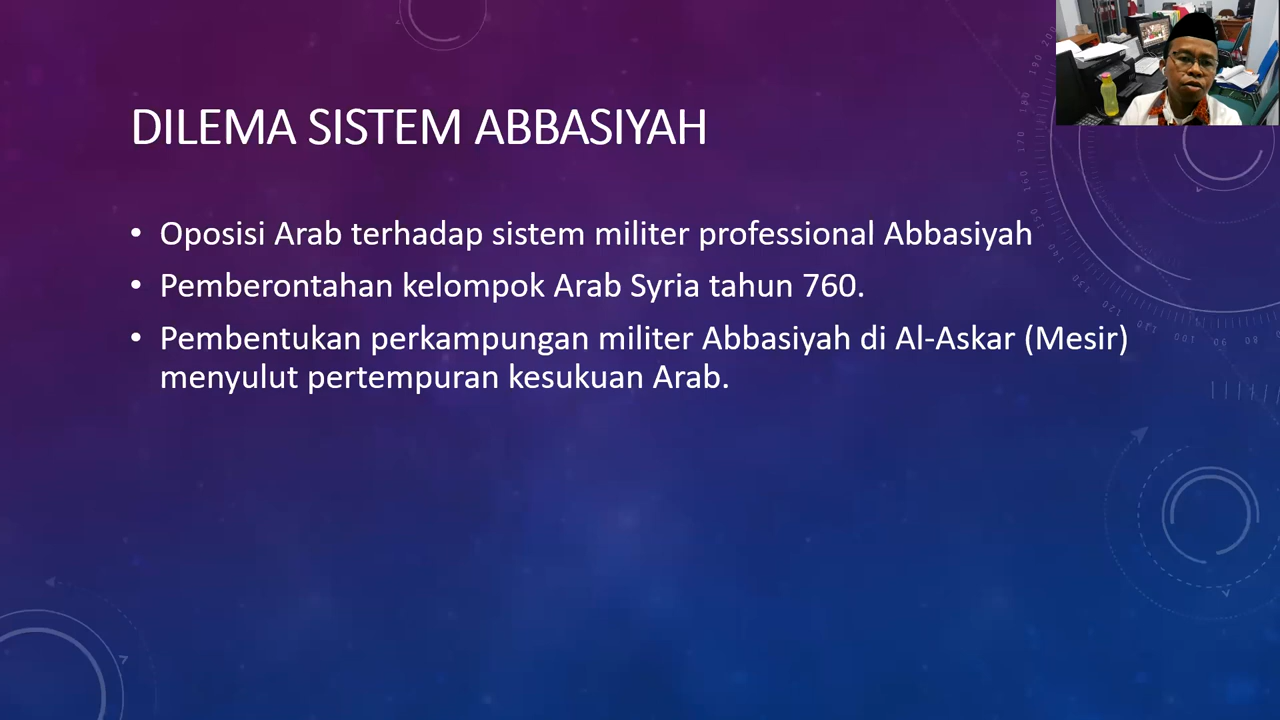 DILEMA SISTEM ABBASIYAH
• Oposisi Arab terhadap sistem militer professional Abbasiyah
• Pemberontahan kelompok Arab Syria tahun 760.
• Pembentukan perkampungan militer Abbasiyah di Al-Askar (Mesir)
menyulut pertempuran kesukuan Arab.